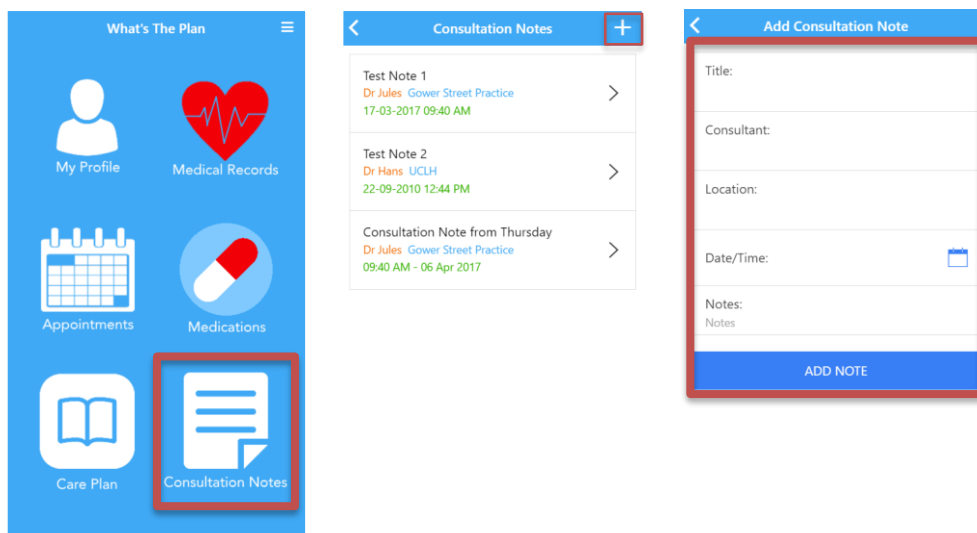 What's The Plan
My Profile
Medical Records
Appointments
Medications
Care Plan
Consultation Notes
Consultation Notes
Test Note 1
Dr Jules Gower Street Practice
17-03-2017 09:40 AM
Test Note 2
Dr Hans UCLH
22-09-2010 12:44 PM
Consultation Note from Thursday
Dr Jules Gower Street Practice
09:40 AM - 06 Apr 2017
Add Consultation Note
Title:
Consultant:
Location:
Date/Time:
Notes:
Notes
ADD NOTE